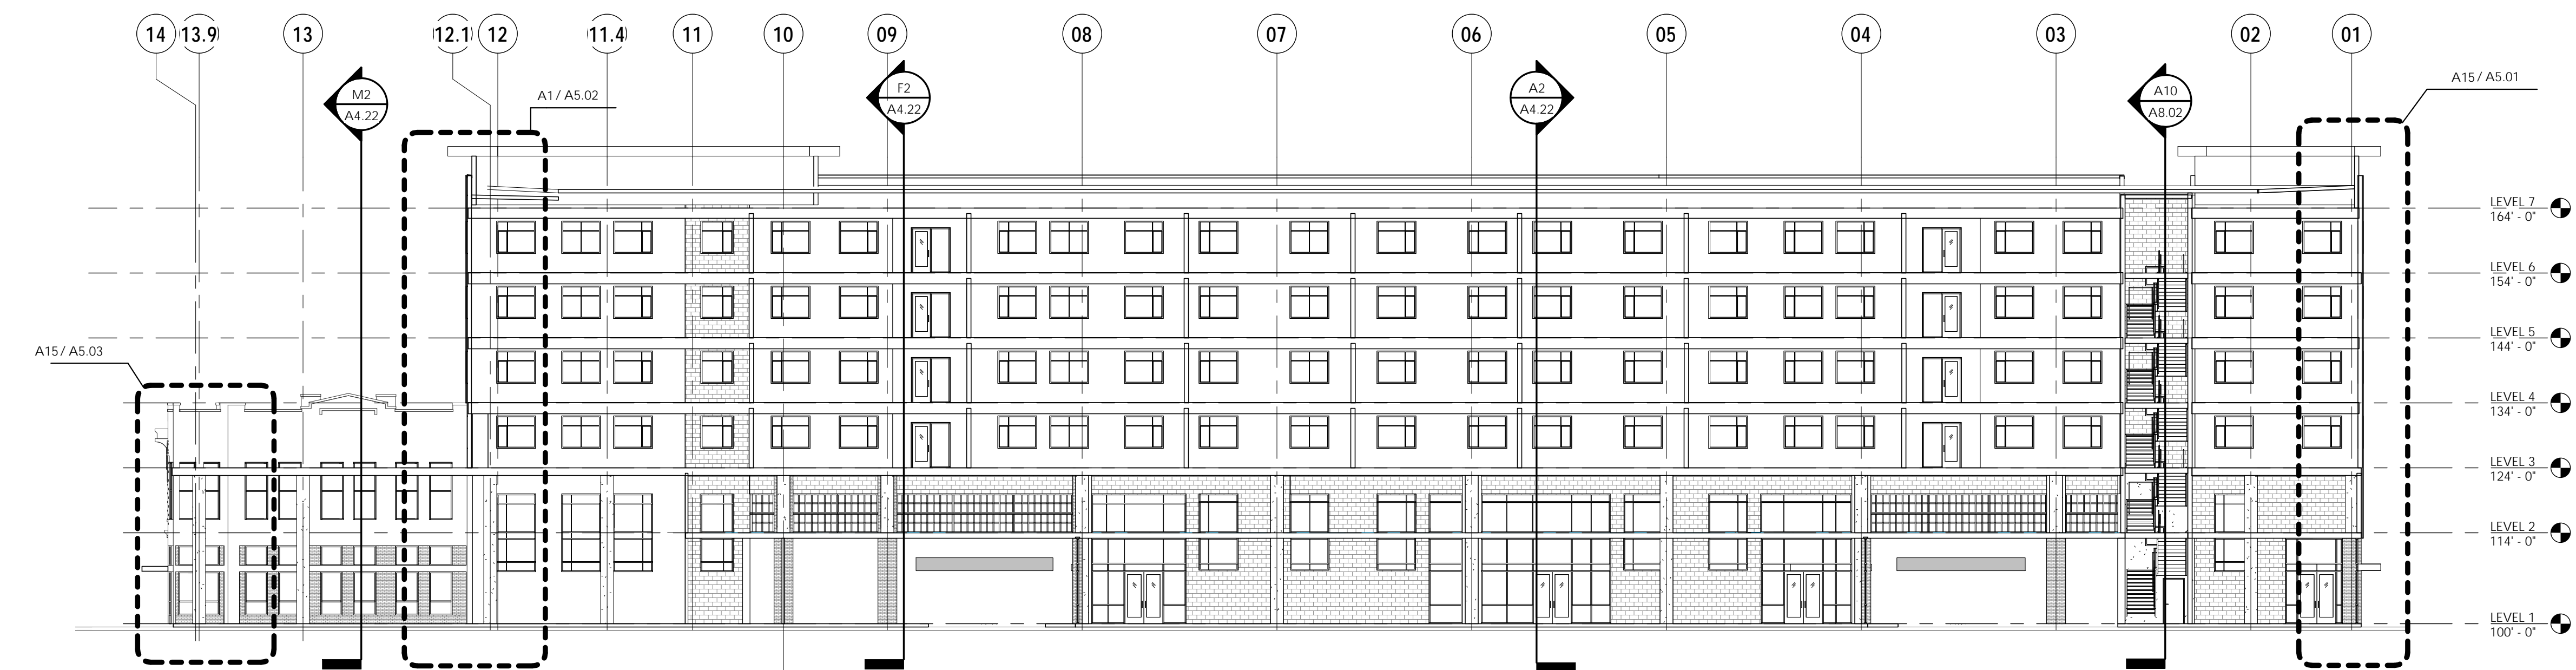 14
13.9
13
12.1
12
11.4
11
10
09
08
07
06
05
04
03
02
01
M2
A4.22
A1/ A5.02
F2
A4.22
A2
A4.22
A10
A8.02
A15/ A5.01
LEVEL 7
164' - 0"
LEVEL 6
154' - 0"
LEVEL 5
144' - 0"
A15/ A5.03
LEVEL 4
134' - 0"
LEVEL 3
124' - 0"
LEVEL 2
114' - 0"
LEVEL 1
100' - 0"